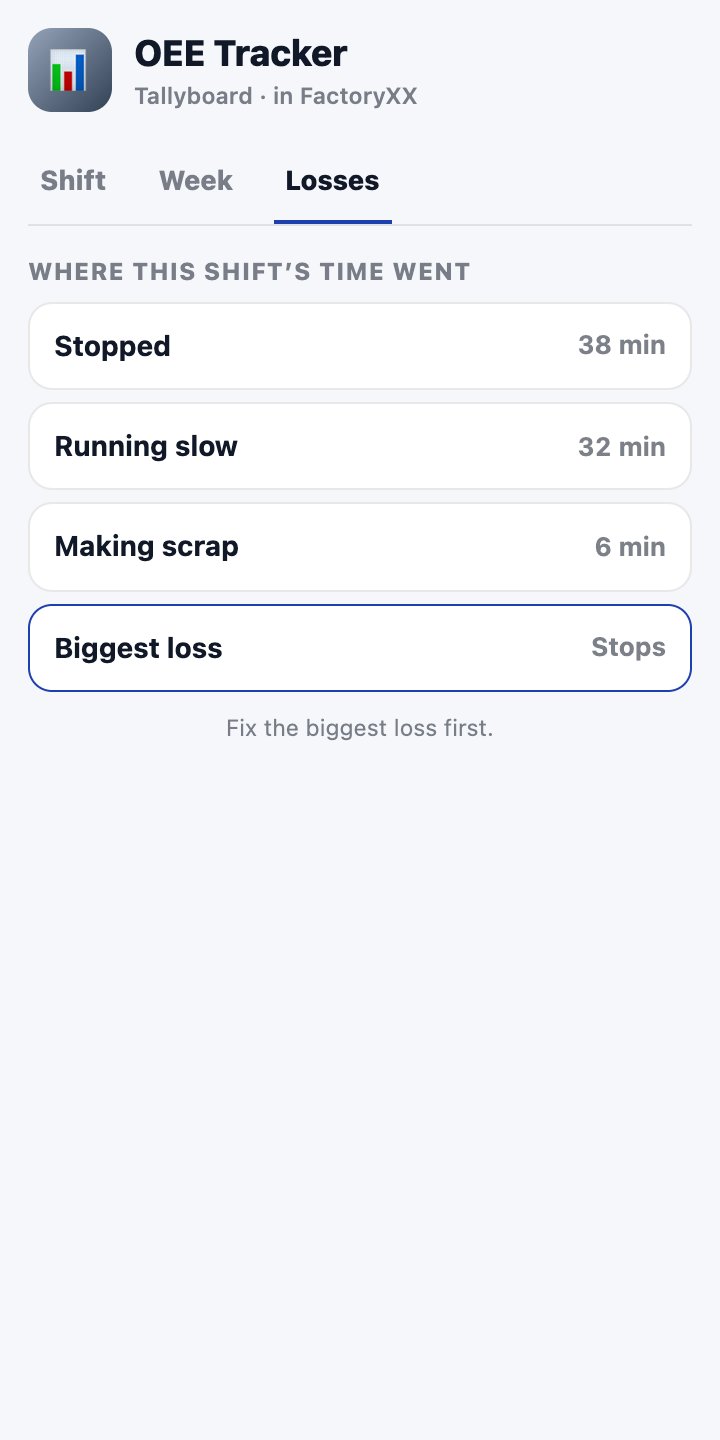 OEE Tracker
Tallyboard · in FactoryXX
Shift Week Losses
WHERE THIS SHIFT’S TIME WENT
Stopped 38 min
Running slow 32 min
Making scrap 6 min
Biggest loss Stops
Fix the biggest loss first.